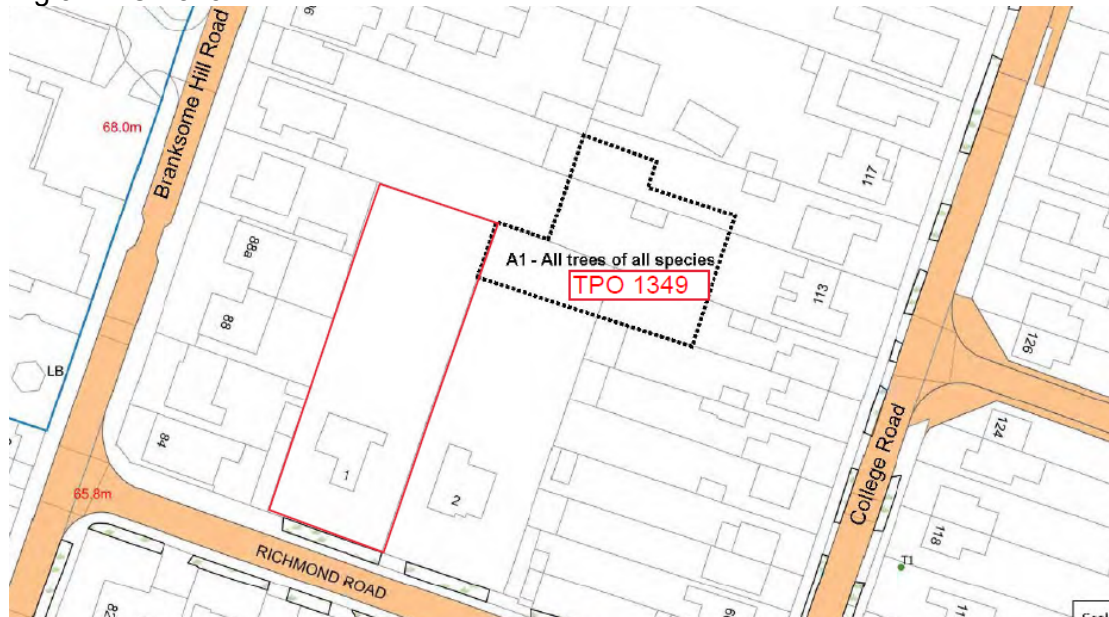 Branksome Hill Road
68.0m
117
A1 - All trees of all species
TPO 1349
88a
113
88
126
LB
84
1
2
124
65.8m
College Road
118
T1
RICHMOND ROAD